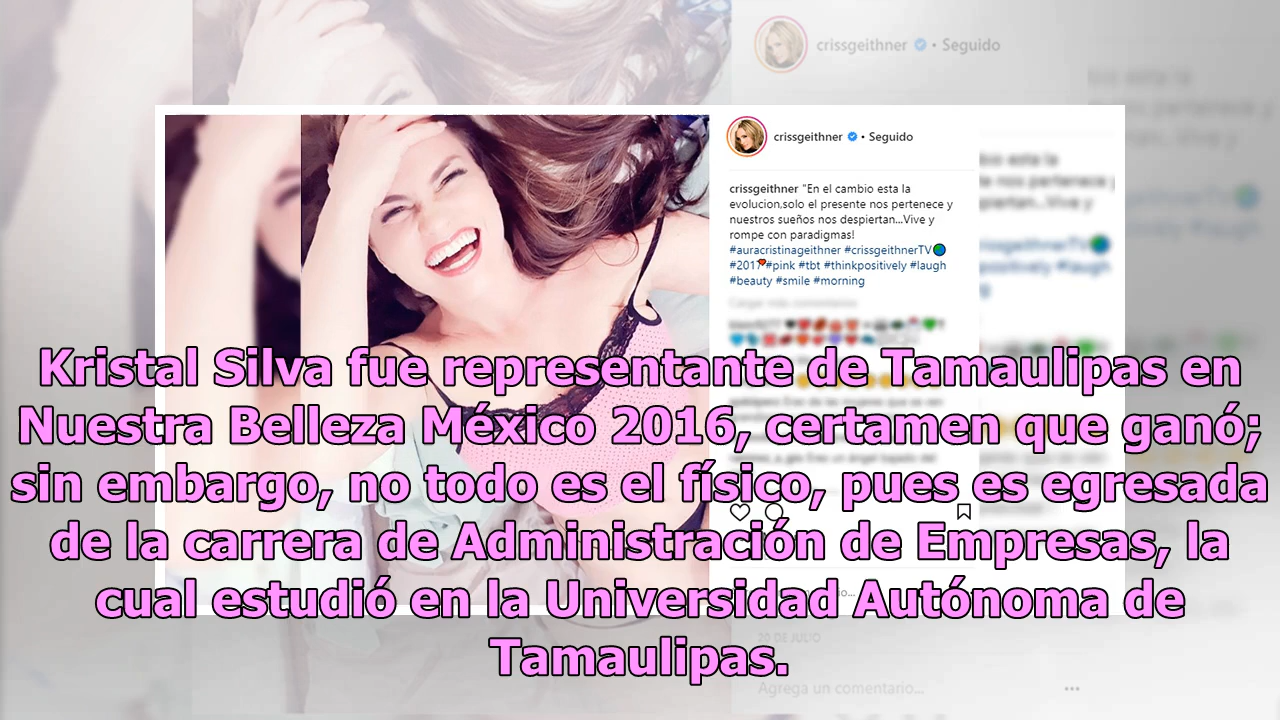 crissgeithner • Seguido
crissgeithner • Seguido
crissgeithner "En el cambio esta la
evolucion,solo el presente nos pertenece y
nuestros sueños nos despiertan...Vive y
rompe con paradigmas!
#auracristinageithner #crissgeithnerTV
#2017 #pink #tbt #thinkpositively #laugh
#beauty #smile #morning
Kristal Silva fue representante de Tamaulipas en
Nuestra Belleza México 2016, certamen que ganó;
sin embargo, no todo es el físico, pues es egresada
de la carrera de Administración de Empresas, la
cual estudió en la Universidad Autónoma de
Tamaulipas.
20 DE JULIO
Agrega un comentario...